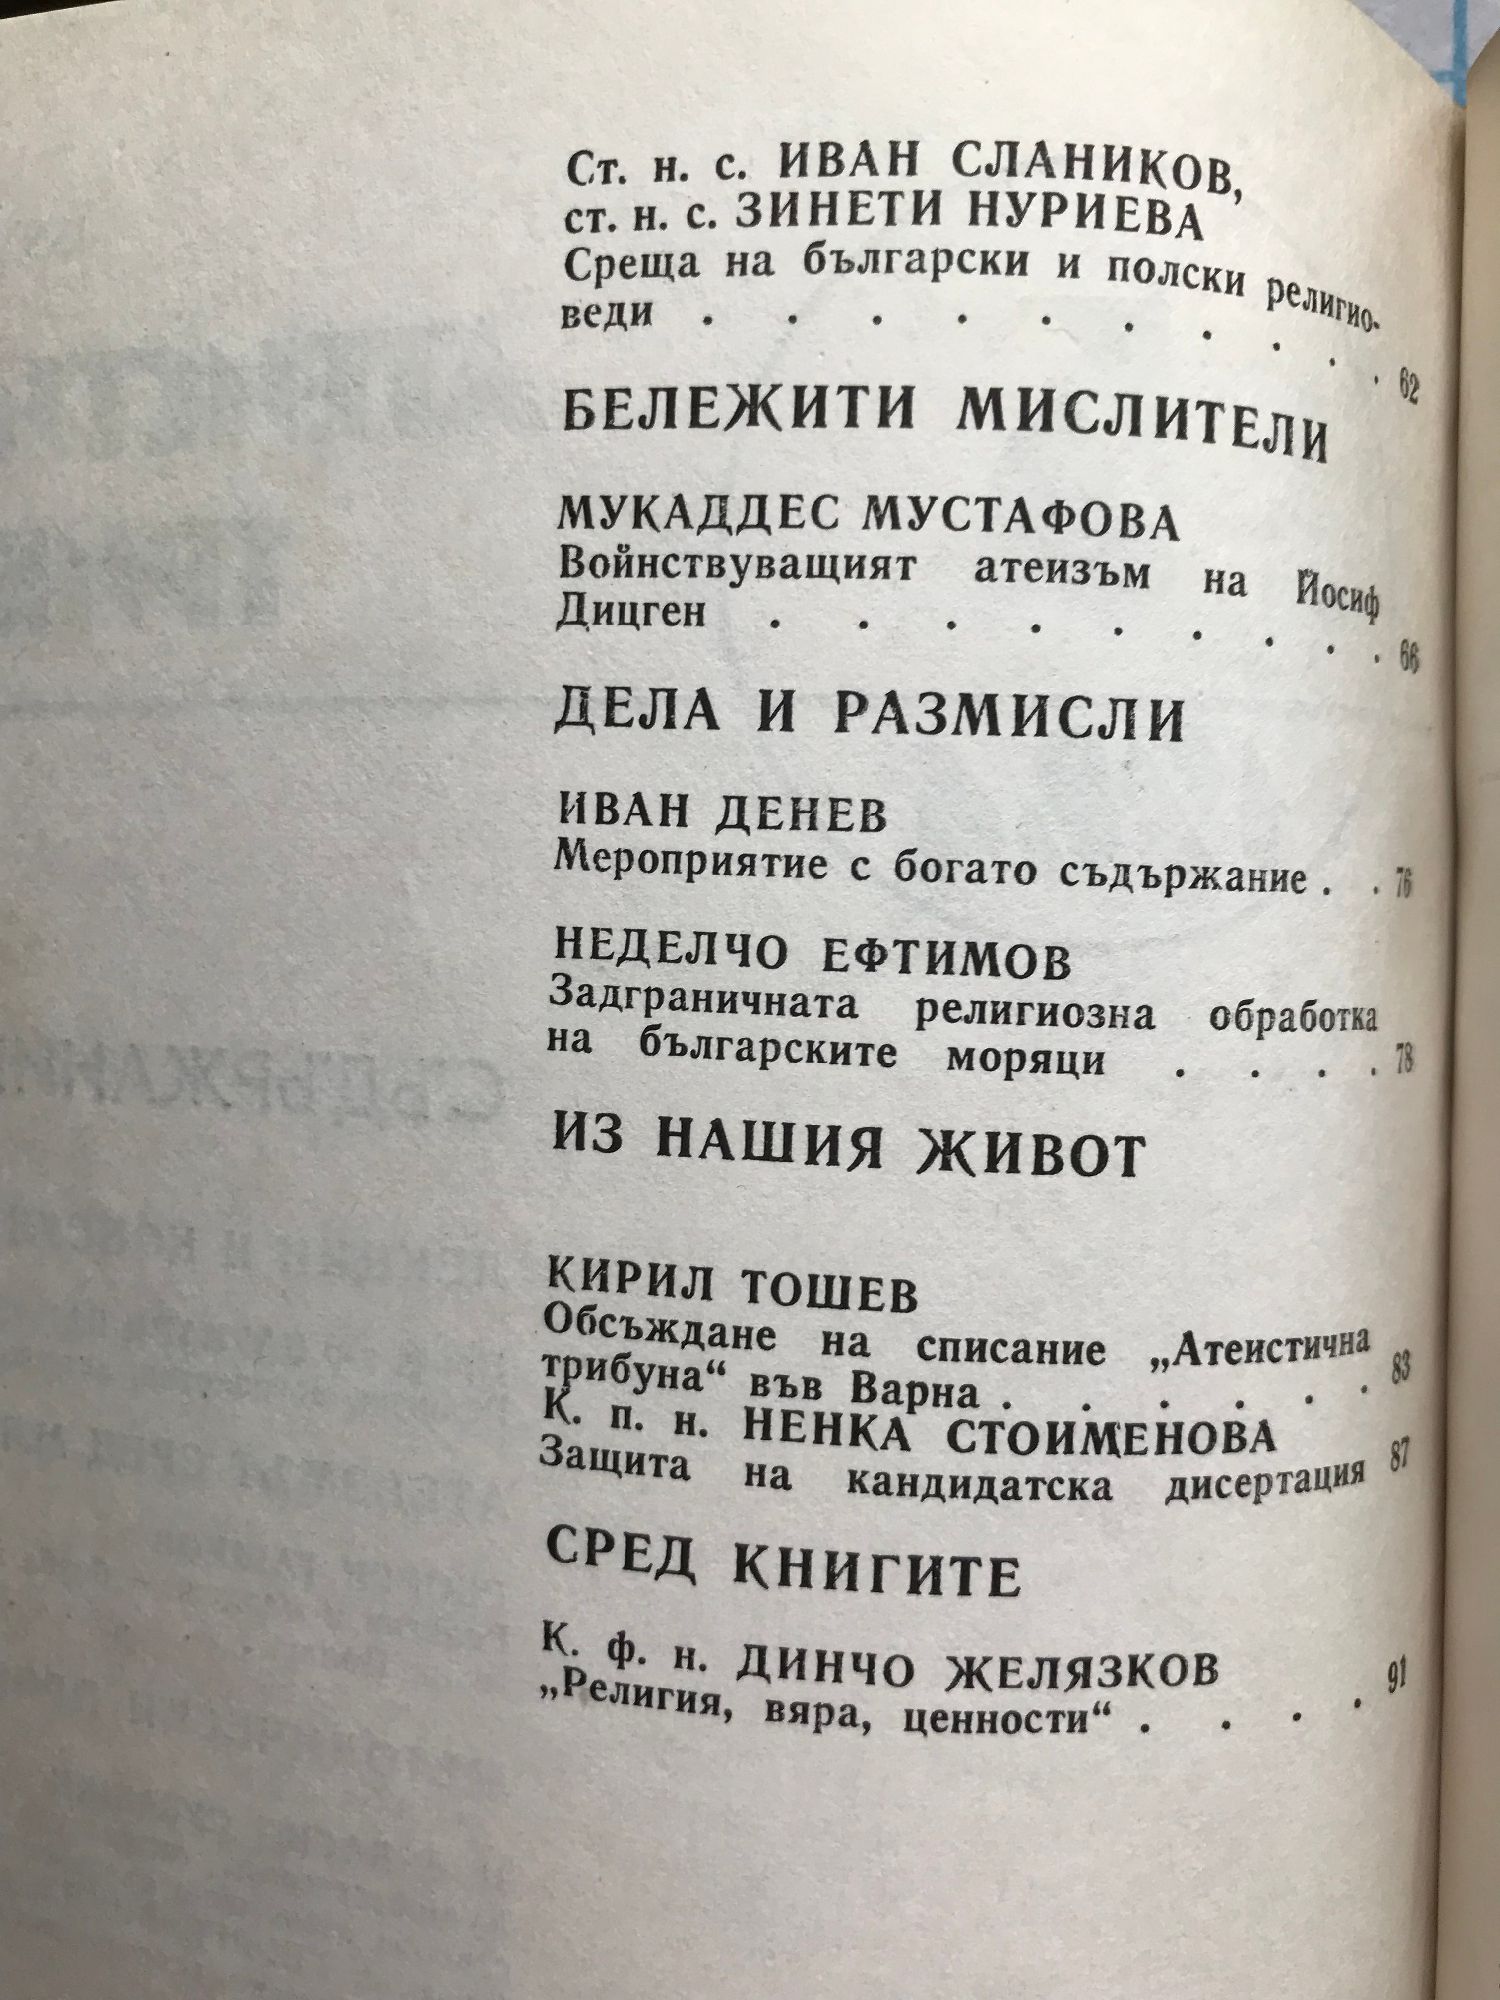 Ст. н. с. ИВАН СЛАНИКОВ,
ст. н. с. ЗИНЕТИ НУРИЕВА
Среща на български и полски религио-
веди . . . . . . . . . . 62
БЕЛЕЖИТИ МИСЛИТЕЛИ
МУКАДДЕС МУСТАФОВА
Войнствуващият атеизъм на Йосиф
Дицген . . . . . . . . . 66
ДЕЛА И РАЗМИСЛИ
ИВАН ДЕНЕВ
Мероприятие с богато съдържание . . 76
НЕДЕЛЧО ЕФТИМОВ
Задграничната религиозна обработка
на българските моряци . . . . 78
ИЗ НАШИЯ ЖИВОТ
КИРИЛ ТОШЕВ
Обсъждане на списание „Атеистична
трибуна“ във Варна . . . . . . 83
К. п. н. НЕНКА СТОИМЕНОВА
Защита на кандидатска дисертация 87
СРЕД КНИГИТЕ
К. ф. н. ДИНЧО ЖЕЛЯЗКОВ
„Религия, вяра, ценности“ . . . . 91